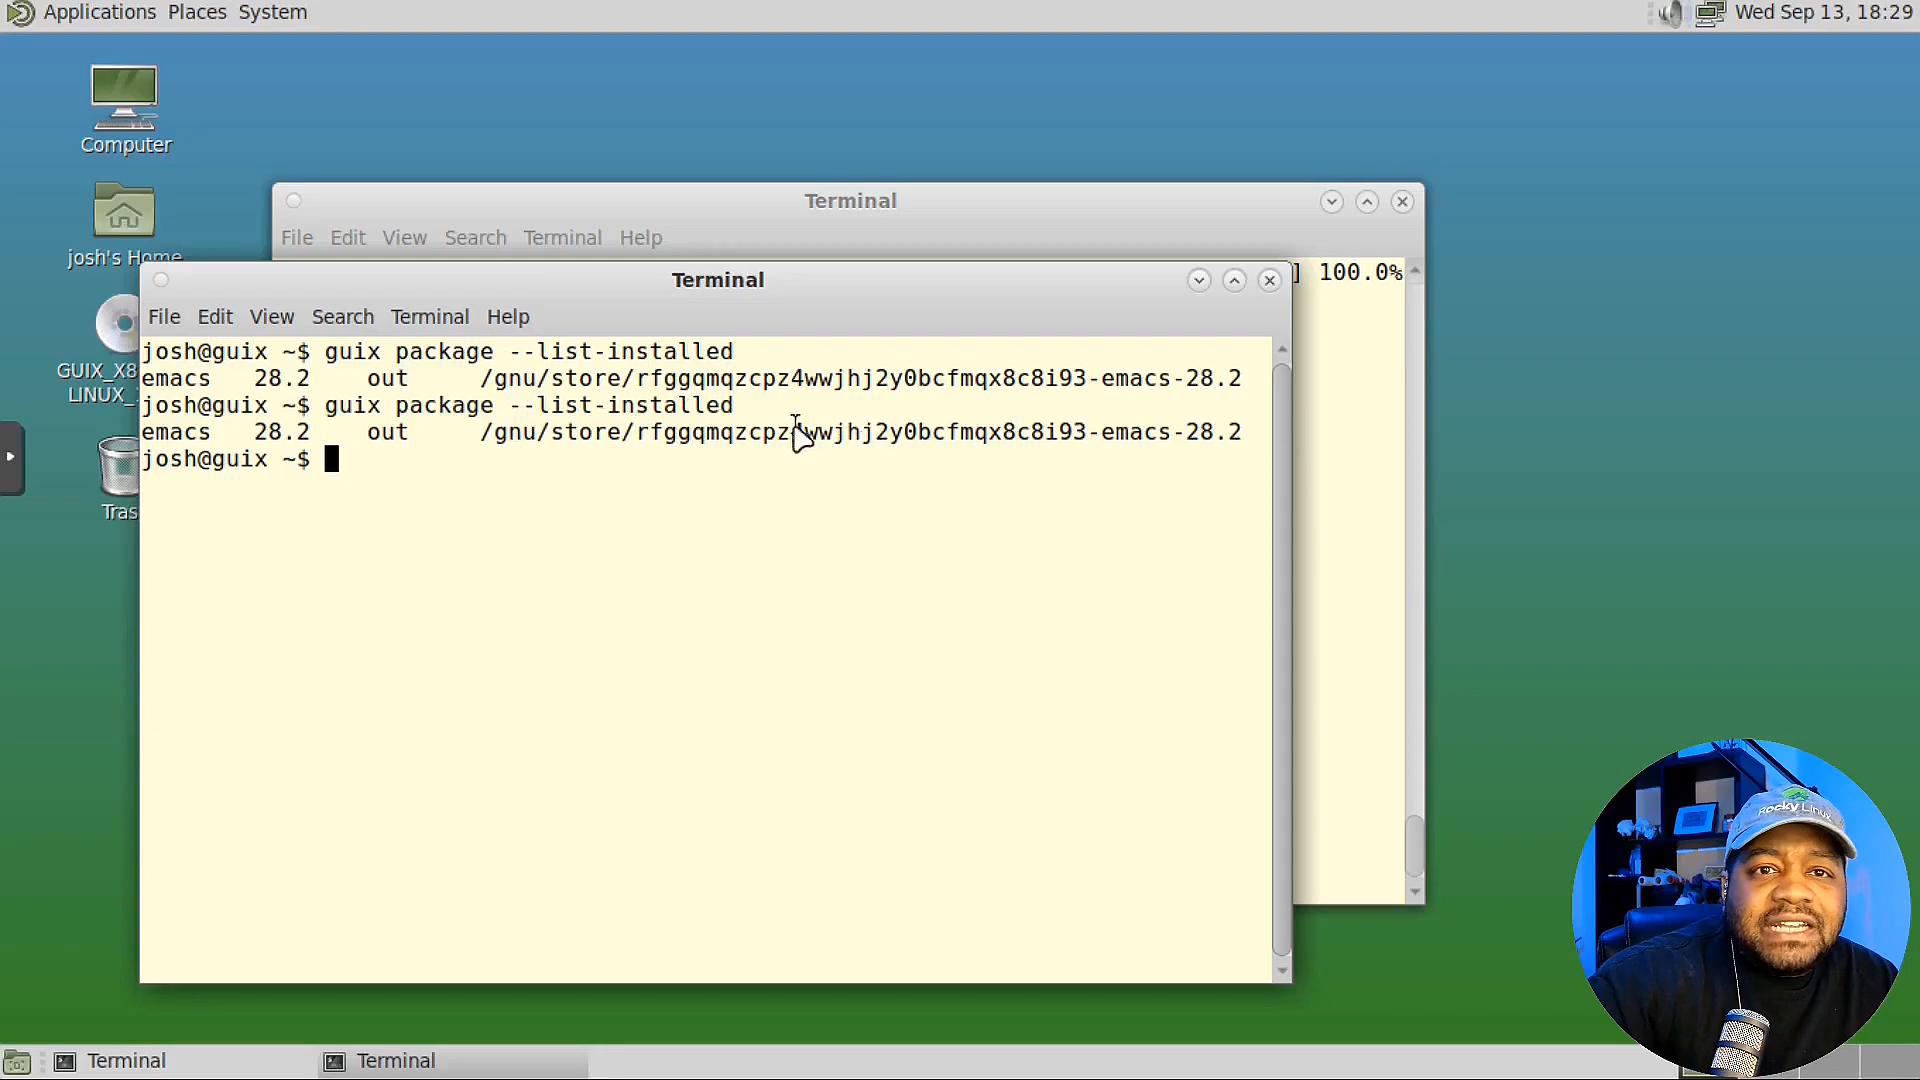 Applications Places System
Wed Sep 13, 18:29
Computer
josh's Home
GUIX_X8
LINUX_
Tras
Terminal
File Edit View Search Terminal Help
] 100.0%
Terminal
File Edit View Search Terminal Help
josh@guix ~$ guix package --list-installed
emacs 28.2 out /gnu/store/rfggqmqzcpz4wwjhj2y0bcfmqx8c8i93-emacs-28.2
josh@guix ~$ guix package --list-installed
emacs 28.2 out /gnu/store/rfggqmqzcpz4wwjhj2y0bcfmqx8c8i93-emacs-28.2
josh@guix ~$
Rocky Linux
Terminal
Terminal